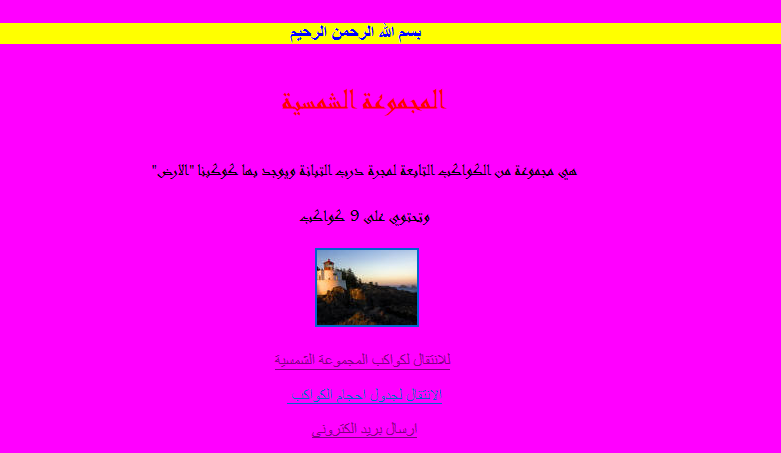 بسم الله الرحمن الرحيم
المجموعة الشمسية
هي مجموعة من الكواكب التابعة لمجرة درب التبانة ويوجد بها كوكبنا "الارض"
وتحتوي على 9 كواكب
للانتقال لكواكب المجموعة الشمسية
الانتقال لجدول احجام الكواكب
ارسال بريد الكتروني